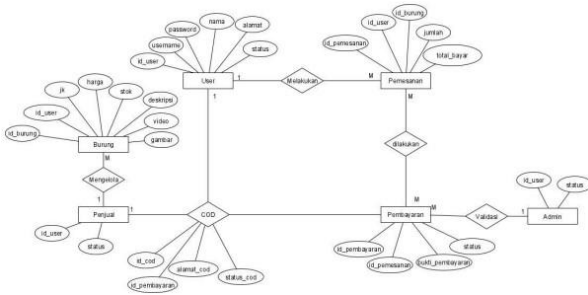 nama
id_burung
password
alamat
id_user
username
jumlah
harga
status
id_pemesanan
id_user
total_bayar
jk
stok
User
1
Melakukan
M
Pemesanan
id_user
deskripsi
1
M
video
id_burung
Burung
gambar
dilakukan
M
Mengelola
id_user
status
1
M
M
Penjual
1
COD
Pembayaran
Validasi
1
Admin
id_user
status
id_cod
alamat_cod
status_cod
id_pembayaran
id_pembayaran
id_pemesanan
bukti_pembayaran
status